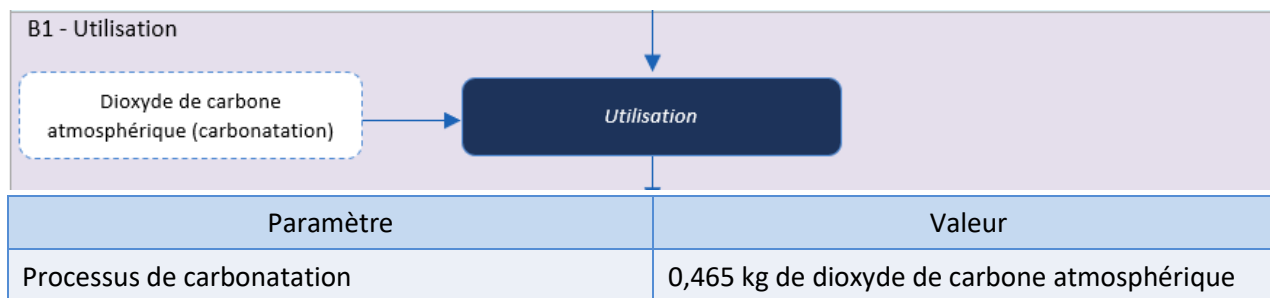 B1 - Utilisation
Dioxyde de carbone
atmosphérique (carbonatation)
Utilisation
Paramètre
Valeur
Processus de carbonatation
0,465 kg de dioxyde de carbone atmosphérique